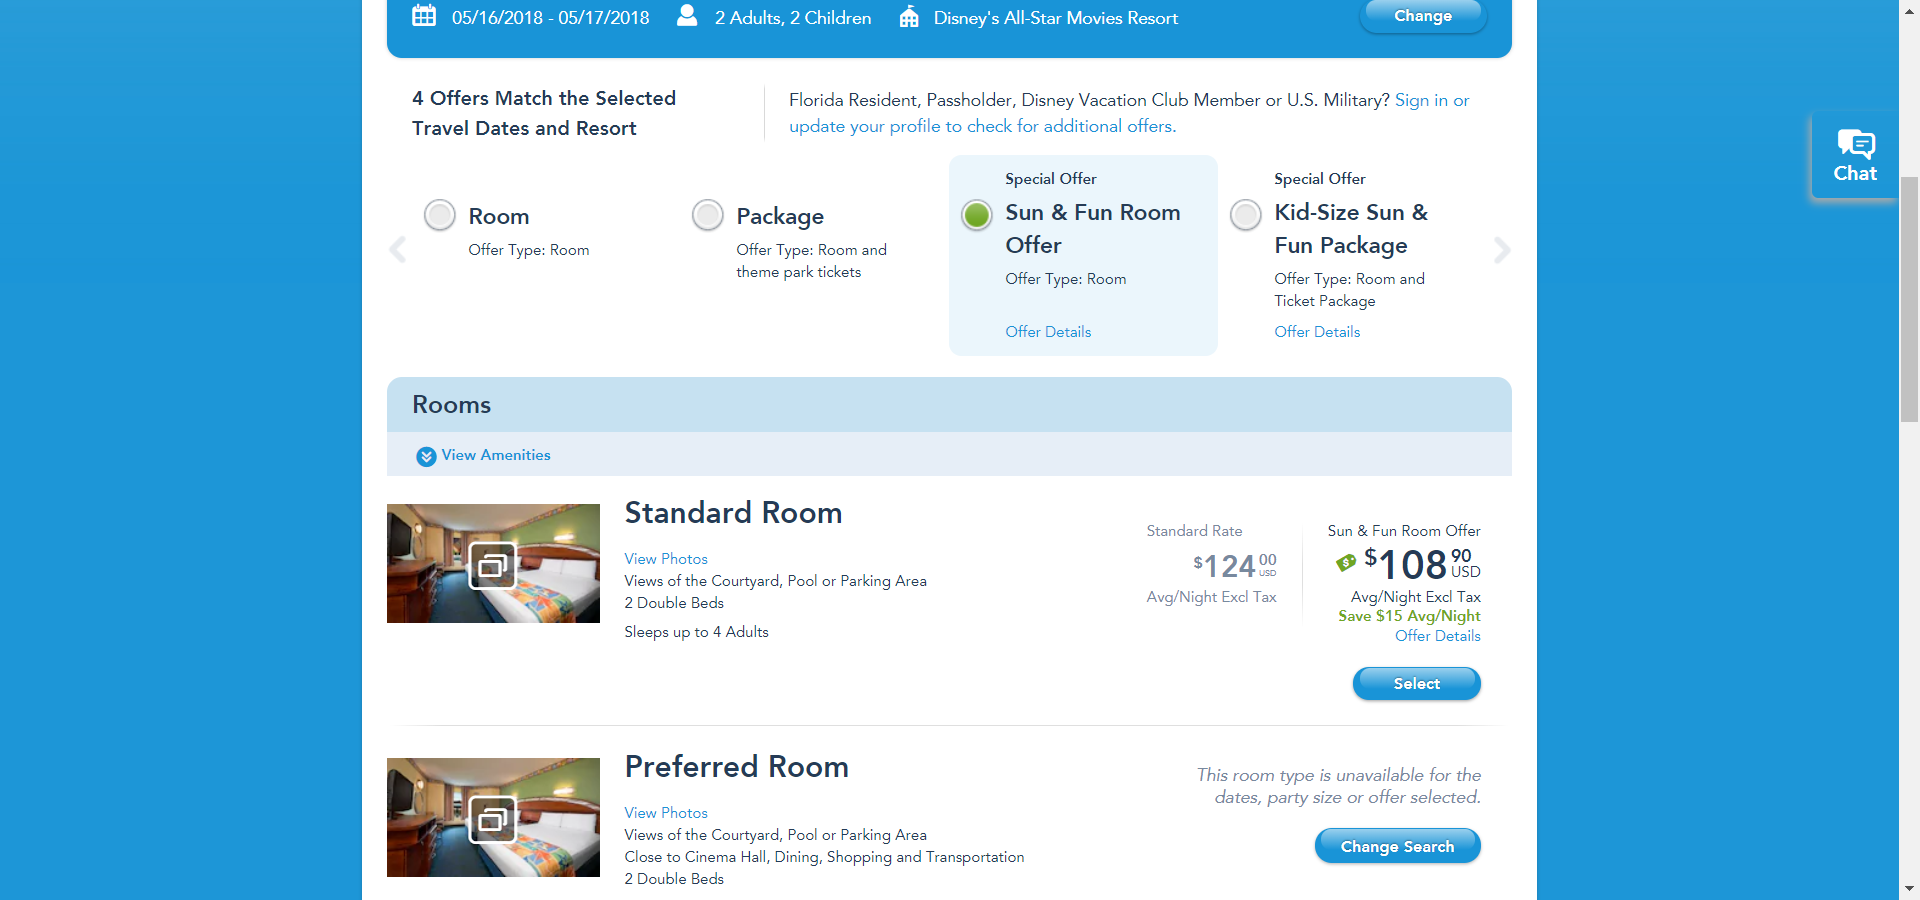 05/16/2018 - 05/17/2018 2 Adults, 2 Children Disney's All-Star Movies Resort Change
4 Offers Match the Selected
Travel Dates and Resort
Florida Resident, Passholder, Disney Vacation Club Member or U.S. Military? Sign in or
update your profile to check for additional offers.
Chat
Room
Offer Type: Room
Package
Offer Type: Room and
theme park tickets
Special Offer
Sun & Fun Room
Offer
Offer Type: Room
Offer Details
Special Offer
Kid-Size Sun &
Fun Package
Offer Type: Room and
Ticket Package
Offer Details
Rooms
View Amenities
Standard Room
View Photos
Views of the Courtyard, Pool or Parking Area
2 Double Beds
Sleeps up to 4 Adults
Standard Rate
$124 00 USD
Avg/Night Excl Tax
Sun & Fun Room Offer
$ $108 90 USD
Avg/Night Excl Tax
Save $15 Avg/Night
Offer Details
Select
Preferred Room
View Photos
Views of the Courtyard, Pool or Parking Area
Close to Cinema Hall, Dining, Shopping and Transportation
2 Double Beds
This room type is unavailable for the
dates, party size or offer selected.
Change Search